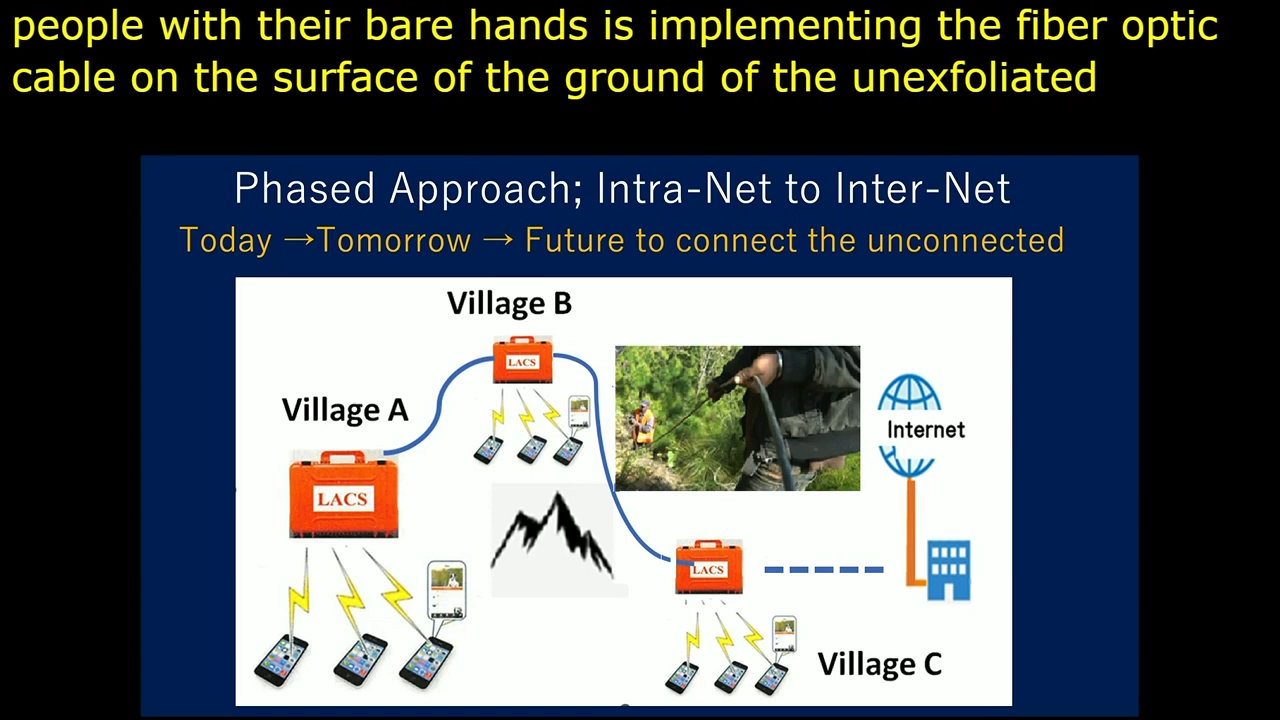 people with their bare hands is implementing the fiber optic
cable on the surface of the ground of the unexfoliated
Phased Approach; Intra-Net to Inter-Net
Today →Tomorrow → Future to connect the unconnected
Village B
LACS
Village A
LACS
Internet
LACS
Village C